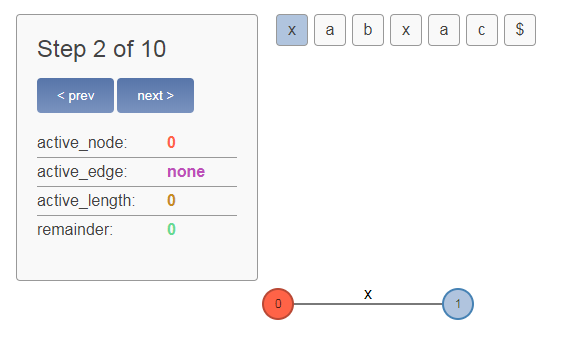 Step 2 of 10
< prev next >
active_node: 0
active_edge: none
active_length: 0
remainder: 0
x a b x a c $
x
0 1